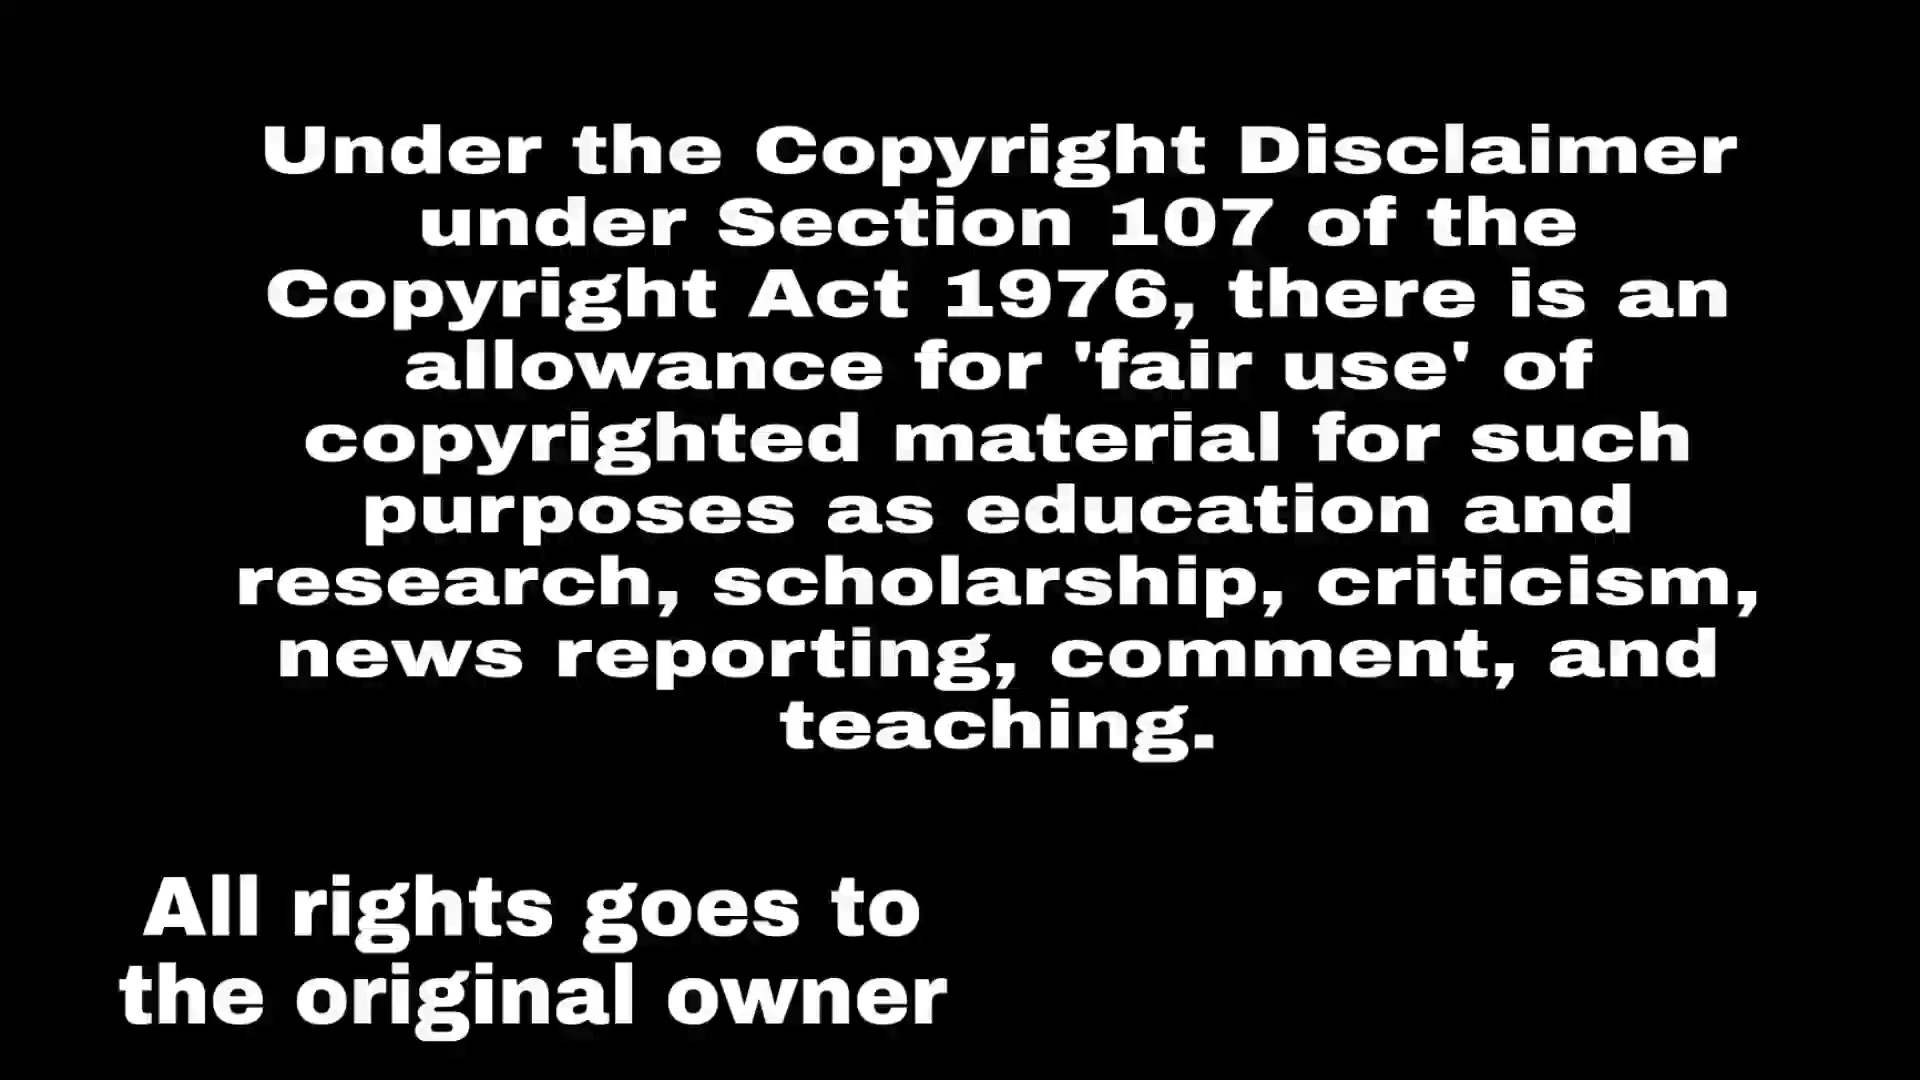 Under the Copyright Disclaimer
under Section 107 of the
Copyright Act 1976, there is an
allowance for 'fair use' of
copyrighted material for such
purposes as education and
research, scholarship, criticism,
news reporting, comment, and
teaching.
All rights goes to
the original owner